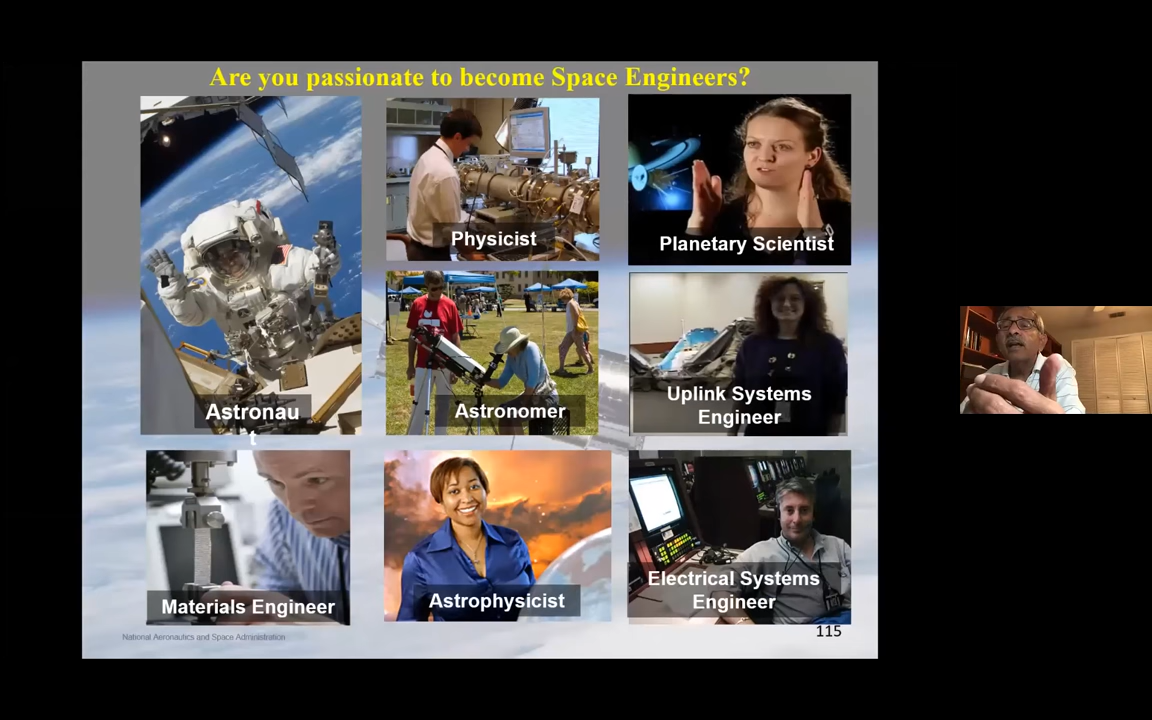 Are you passionate to become Space Engineers?
Physicist
Planetary Scientist
Astronau
t
Astronomer
Uplink Systems
Engineer
Materials Engineer
Astrophysicist
Electrical Systems
Engineer
National Aeronautics and Space Administration
115